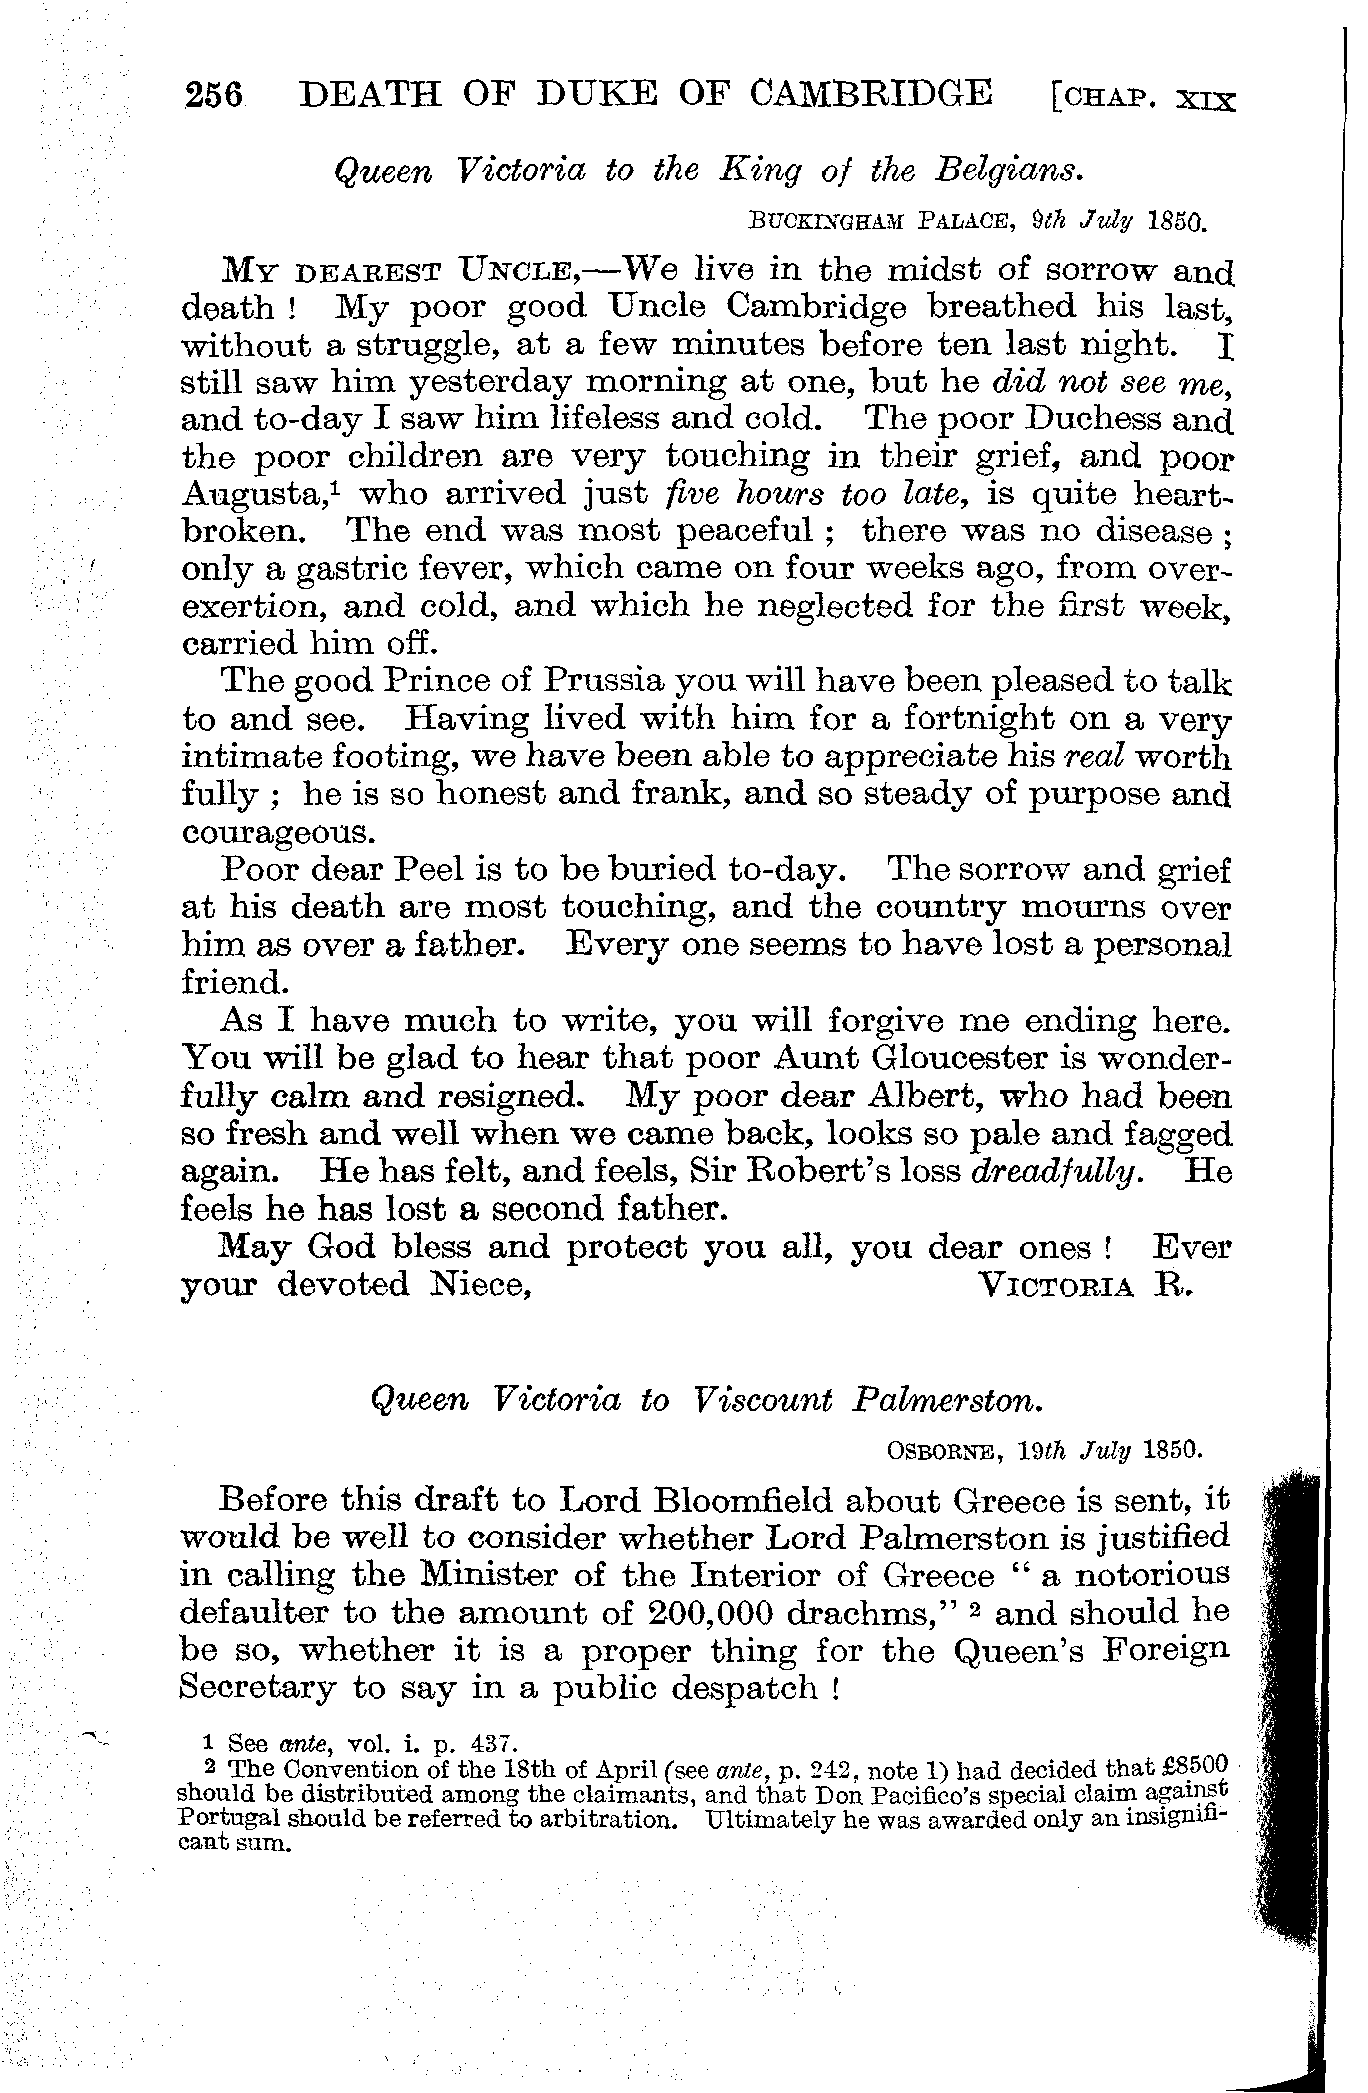 256 DEATH OF DUKE OF CAMBRIDGE [CHAP. XIX
Queen Victoria to the King of the Belgians.
BUCKINGHAM PALACE, 9th July 1850.
MY DEAREST UNCLE,—We live in the midst of sorrow and
death ! My poor good Uncle Cambridge breathed his last,
without a struggle, at a few minutes before ten last night. I
still saw him yesterday morning at one, but he did not see me,
and to-day I saw him lifeless and cold. The poor Duchess and
the poor children are very touching in their grief, and poor
Augusta,¹ who arrived just five hours too late, is quite heart-
broken. The end was most peaceful ; there was no disease ;
only a gastric fever, which came on four weeks ago, from over-
exertion, and cold, and which he neglected for the first week,
carried him off.
The good Prince of Prussia you will have been pleased to talk
to and see. Having lived with him for a fortnight on a very
intimate footing, we have been able to appreciate his real worth
fully ; he is so honest and frank, and so steady of purpose and
courageous.
Poor dear Peel is to be buried to-day. The sorrow and grief
at his death are most touching, and the country mourns over
him as over a father. Every one seems to have lost a personal
friend.
As I have much to write, you will forgive me ending here.
You will be glad to hear that poor Aunt Gloucester is wonder-
fully calm and resigned. My poor dear Albert, who had been
so fresh and well when we came back, looks so pale and fagged
again. He has felt, and feels, Sir Robert's loss dreadfully. He
feels he has lost a second father.
May God bless and protect you all, you dear ones ! Ever
your devoted Niece, VICTORIA R.
Queen Victoria to Viscount Palmerston.
OSBORNE, 19th July 1850.
Before this draft to Lord Bloomfield about Greece is sent, it
would be well to consider whether Lord Palmerston is justified
in calling the Minister of the Interior of Greece “ a notorious
defaulter to the amount of 200,000 drachms,” ² and should he
be so, whether it is a proper thing for the Queen's Foreign
Secretary to say in a public despatch !
1 See ante, vol. i. p. 437.
2 The Convention of the 18th of April (see ante, p. 242, note 1) had decided that £8500
should be distributed among the claimants, and that Don Pacifico's special claim against
Portugal should be referred to arbitration. Ultimately he was awarded only an insignifi-
cant sum.